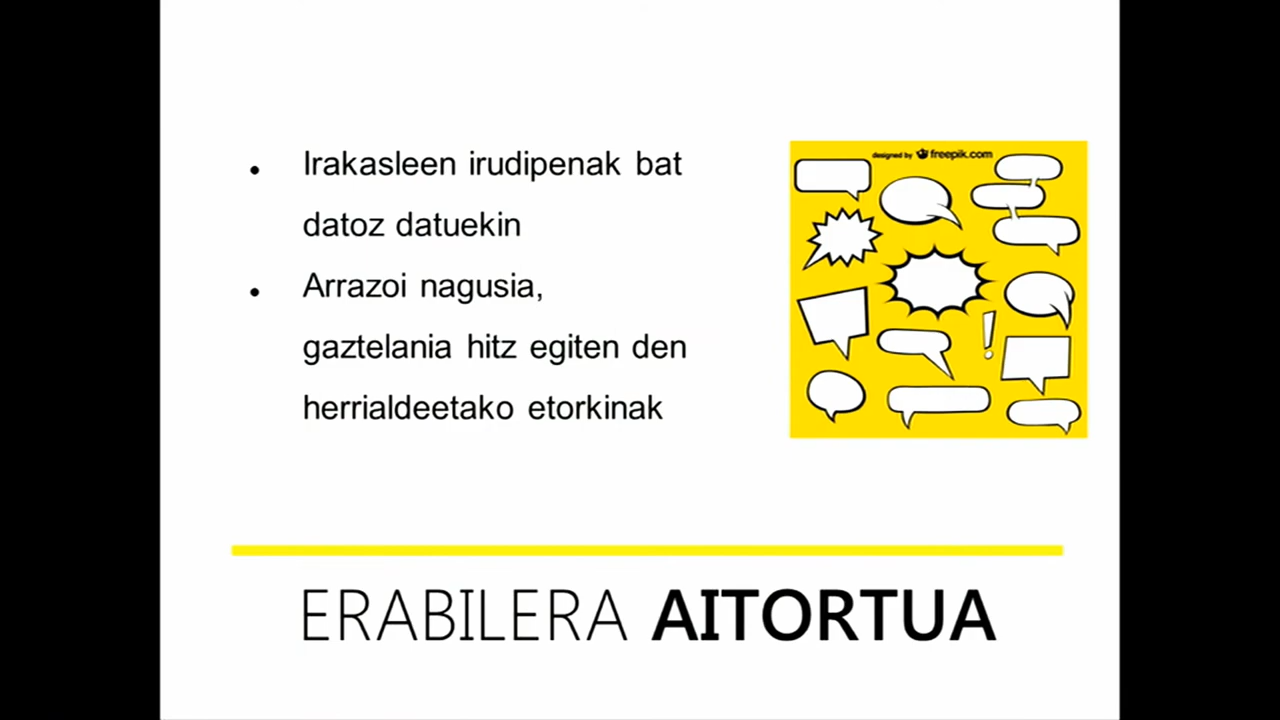 • Irakasleen irudipenak bat
datoz datuekin
• Arrazoi nagusia,
gaztelania hitz egiten den
herrialdeetako etorkinak
designed by freepik.com
!
ERABILERA AITORTUA